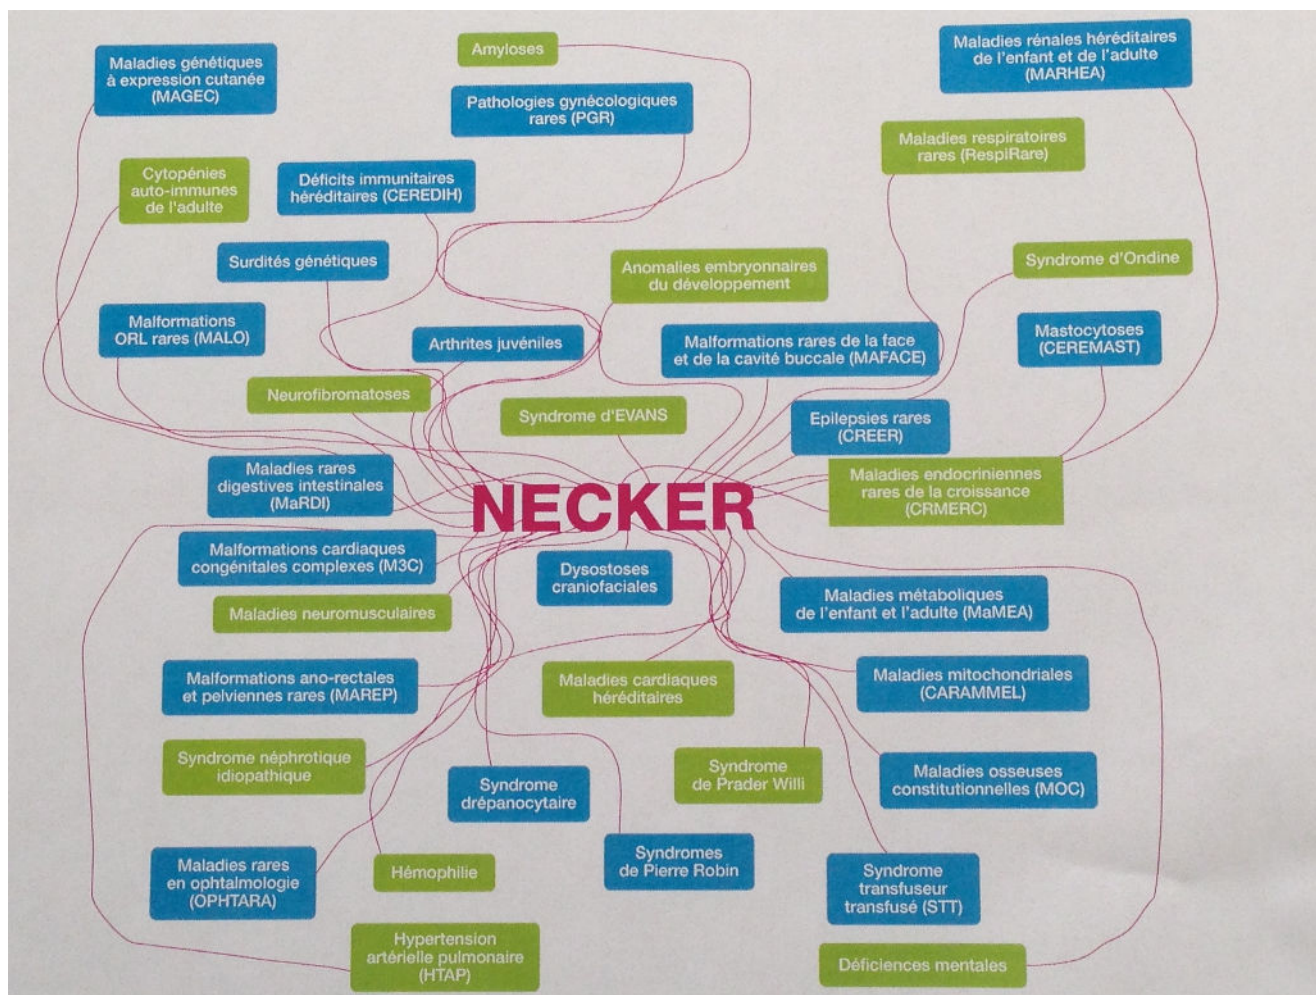 Maladies génétiques
à expression cutanée
(MAGEC)
Amyloses
Maladies rénales héréditaires
de l'enfant et de l'adulte
(MARHEA)
Pathologies gynécologiques
rares (PGR)
Maladies respiratoires
rares (RespiRare)
Cytopénies
auto-immunes
de l'adulte
Déficits immunitaires
héréditaires (CEREDIH)
Surdités génétiques
Anomalies embryonnaires
du développement
Syndrome d'Ondine
Malformations
ORL rares (MALO)
Arthrites juvéniles
Malformations rares de la face
et de la cavité buccale (MAFACE)
Mastocytoses
(CEREMAST)
Neurofibromatoses
Syndrome d'EVANS
Epilepsies rares
(CREER)
Maladies rares
digestives intestinales
(MaRDI)
Maladies endocriniennes
rares de la croissance
(CRMERC)
NECKER
Malformations cardiaques
congénitales complexes (M3C)
Dysostoses
craniofaciales
Maladies neuromusculaires
Maladies métaboliques
de l'enfant et l'adulte (MaMEA)
Malformations ano-rectales
et pelviennes rares (MAREP)
Maladies cardiaques
héréditaires
Maladies mitochondriales
(CARAMMEL)
Syndrome néphrotique
idiopathique
Syndrome
drépanocytaire
Syndrome
de Prader Willi
Maladies osseuses
constitutionnelles (MOC)
Maladies rares
en ophtalmologie
(OPHTARA)
Hémophilie
Syndromes
de Pierre Robin
Syndrome
transfuseur
transfusé (STT)
Hypertension
artérielle pulmonaire
(HTAP)
Déficiences mentales